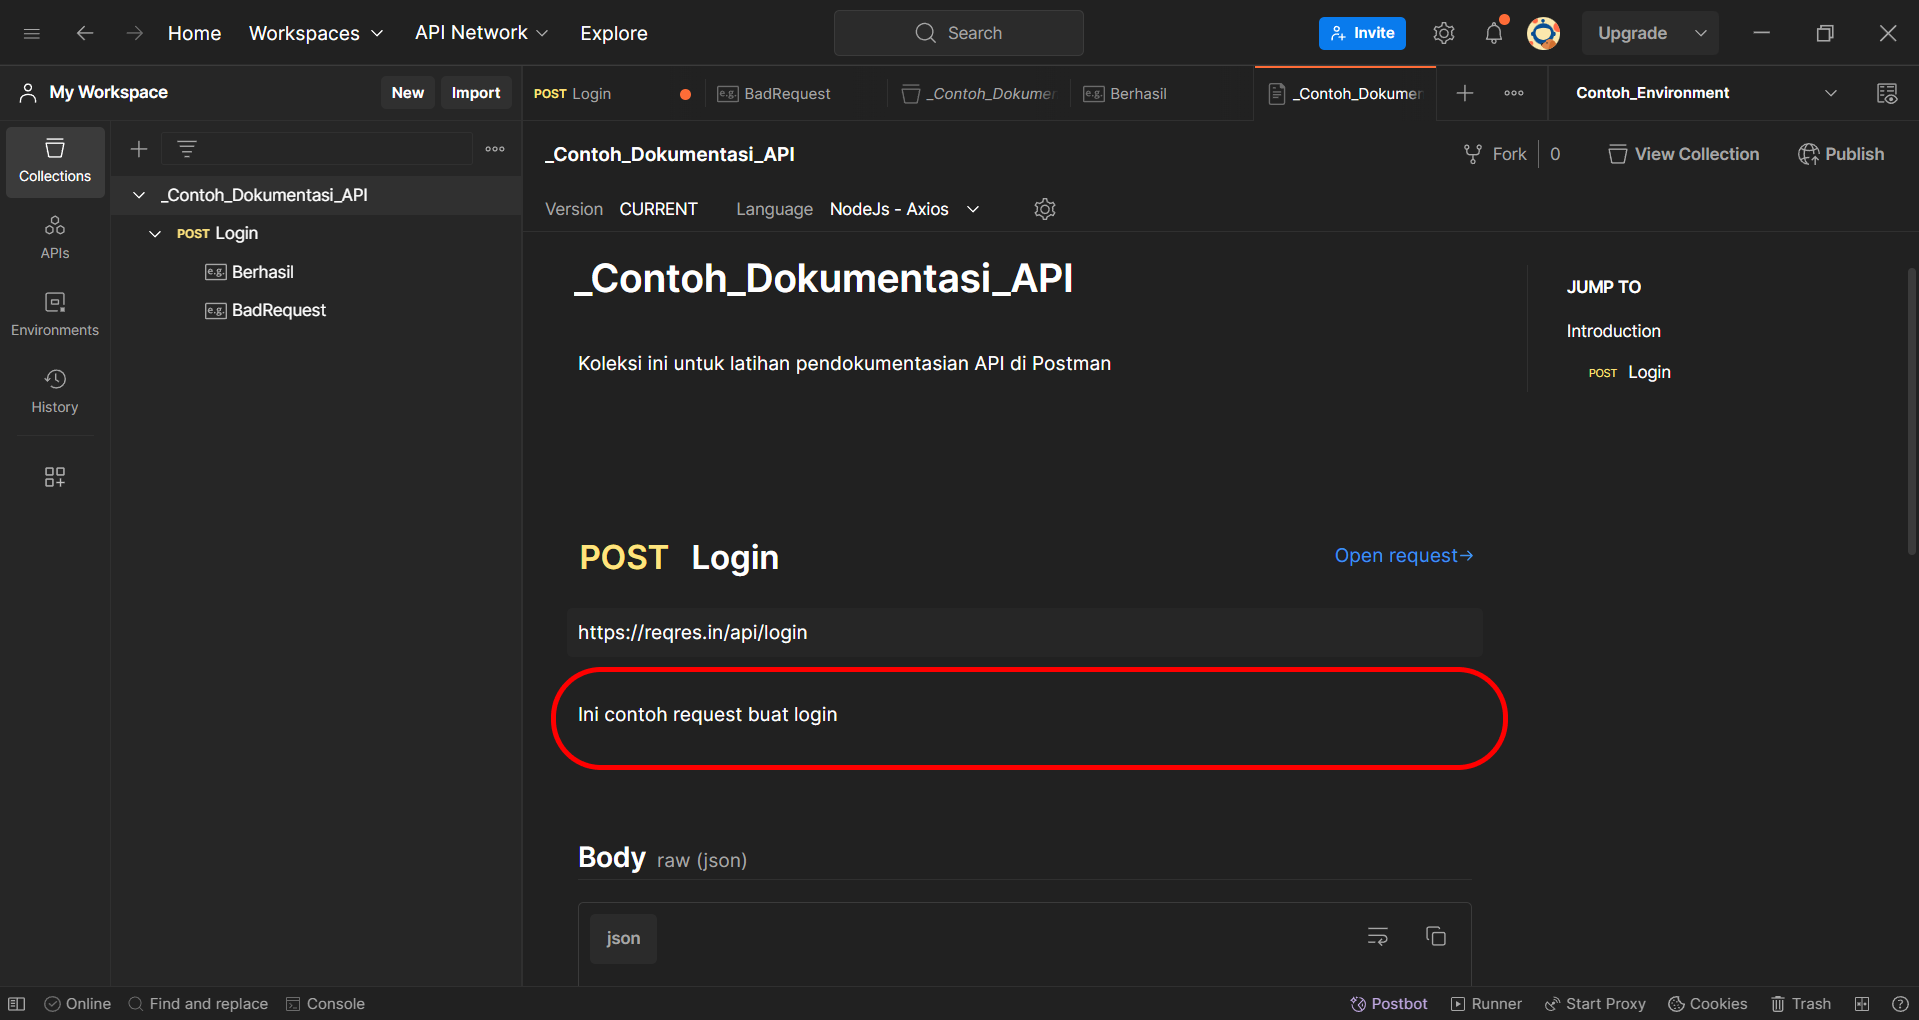 Home Workspaces API Network Explore Search Invite Upgrade
My Workspace New Import
POST Login BadRequest _Contoh_Dokumen Berhasil _Contoh_Dokumen Contoh_Environment
Collections
APIs
Environments
History
_Contoh_Dokumentasi_API
POST Login
e.g. Berhasil
e.g. BadRequest
_Contoh_Dokumentasi_API Fork 0 View Collection Publish
Version CURRENT Language NodeJs - Axios
_Contoh_Dokumentasi_API
Koleksi ini untuk latihan pendokumentasian API di Postman
POST Login Open request→
https://reqres.in/api/login
Ini contoh request buat login
Body raw (json)
json
JUMP TO
Introduction
POST Login
Online Find and replace Console Postbot Runner Start Proxy Cookies Trash